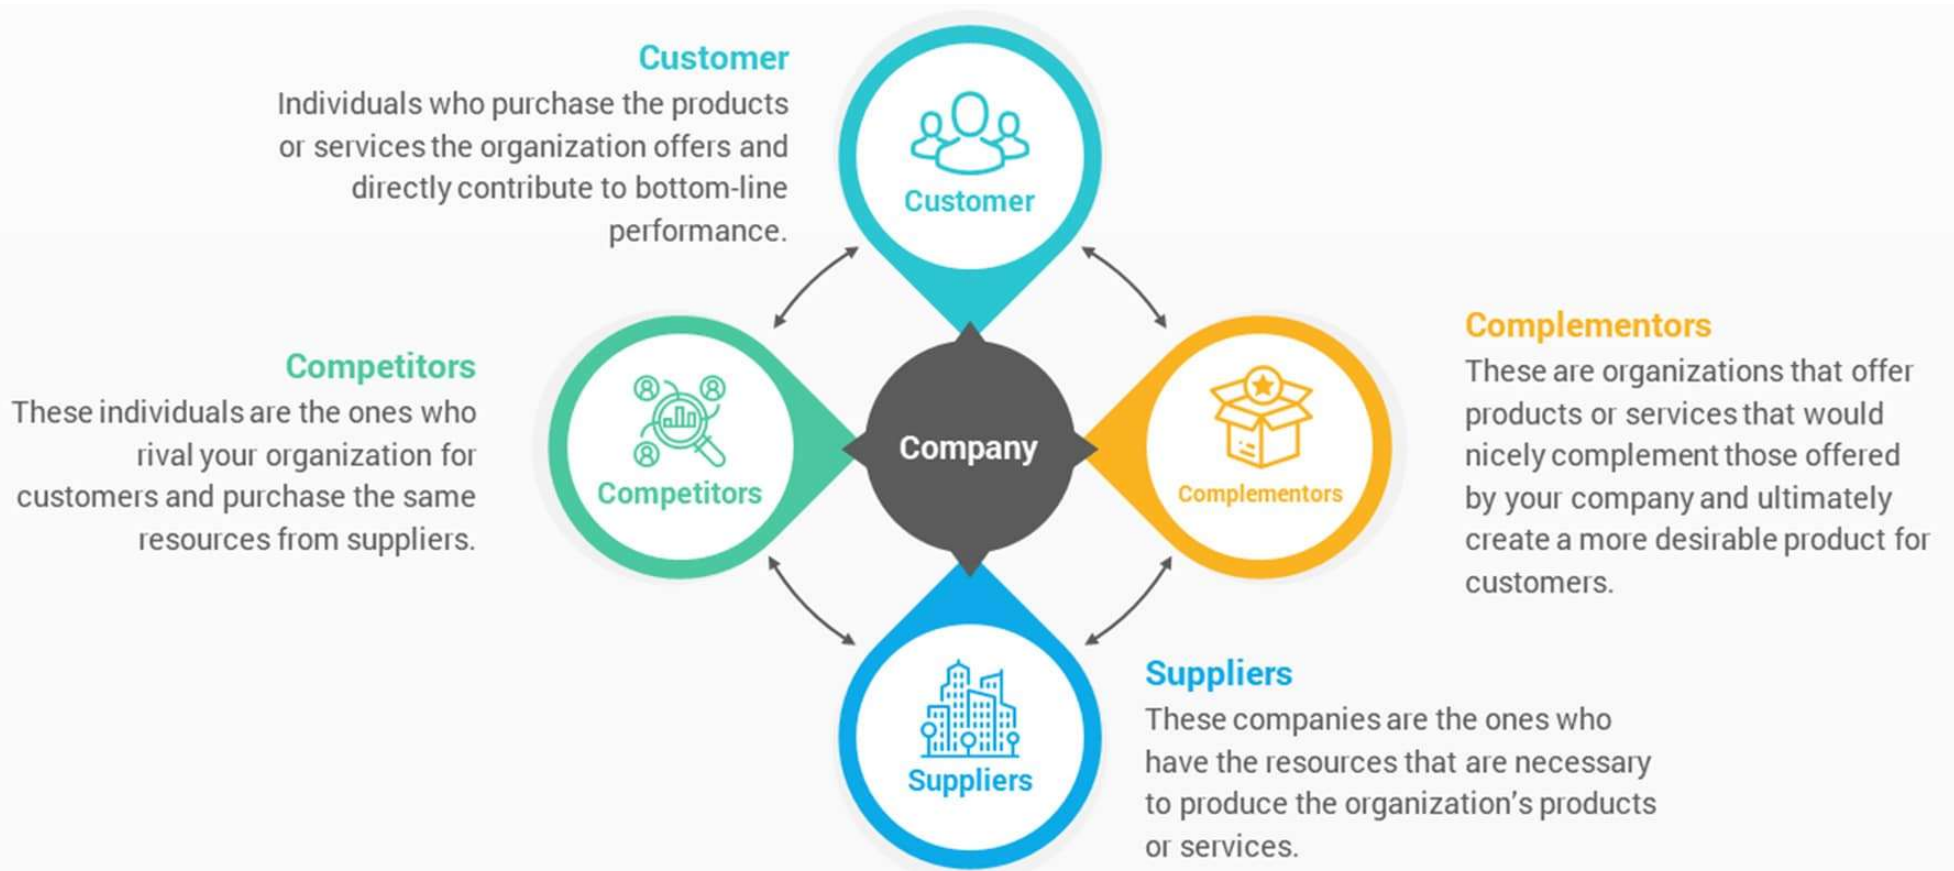 Customer
Individuals who purchase the products
or services the organization offers and
directly contribute to bottom-line
performance.
Customer
Competitors
These individuals are the ones who
rival your organization for
customers and purchase the same
resources from suppliers.
Competitors
Company
Complementors
Complementors
These are organizations that offer
products or services that would
nicely complement those offered
by your company and ultimately
create a more desirable product for
customers.
Suppliers
Suppliers
These companies are the ones who
have the resources that are necessary
to produce the organization's products
or services.